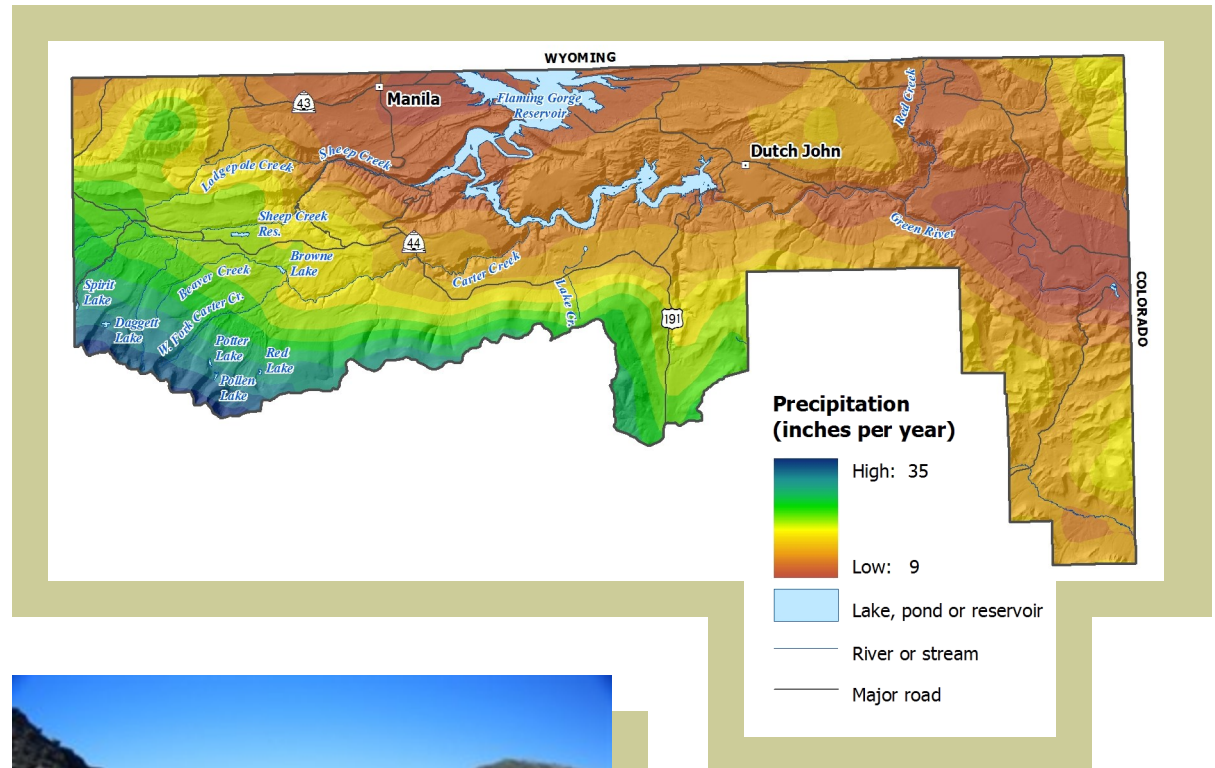 WYOMING
43
Manila
Flaming Gorge
Reservoir
Red Creek
Sheep Creek
Dutch John
Lodgepole Creek
Sheep Creek
Res.
Green River
44
Browne
Lake
Carter Creek
Beaver Creek
Spirit
Lake
Lake Cr.
COLORADO
W. Fork Carter Cr.
Daggett
Lake
191
Potter
Lake
Red
Lake
Pollen
Lake
Precipitation
(inches per year)
High: 35
Low: 9
Lake, pond or reservoir
River or stream
Major road